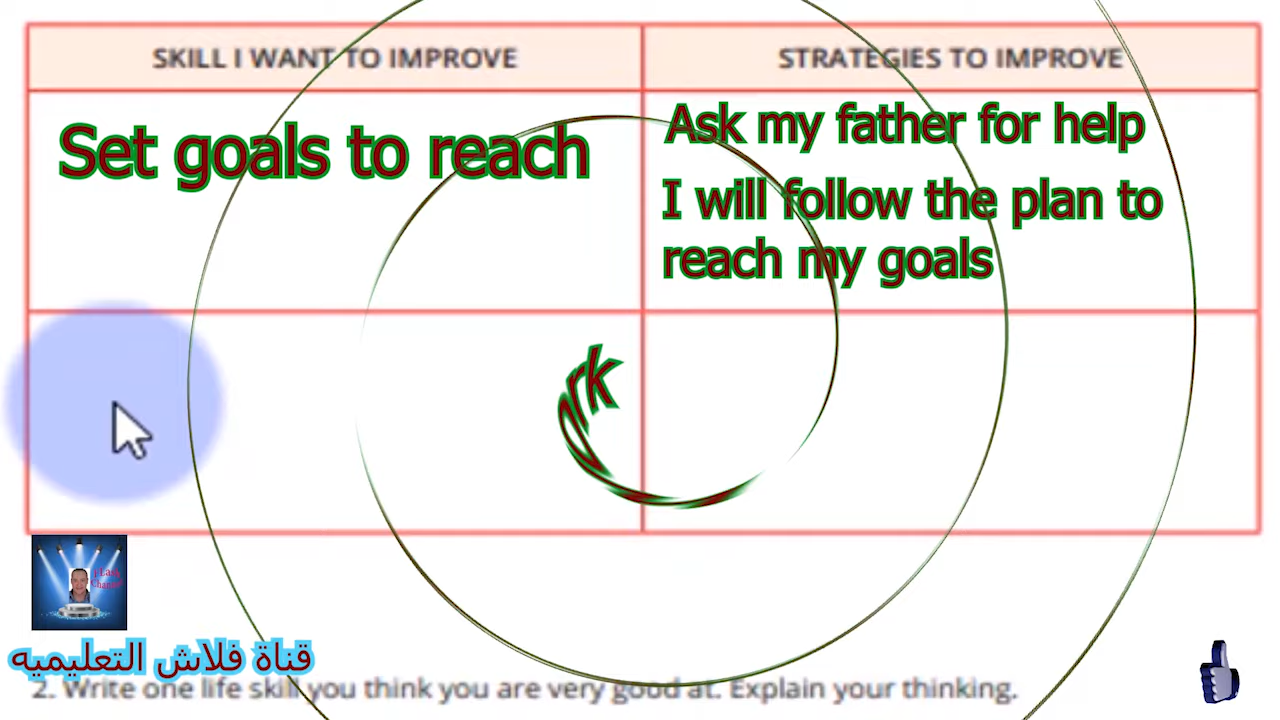 SKILL I WANT TO IMPROVE
STRATEGIES TO IMPROVE
Set goals to reach
Ask my father for help
I will follow the plan to
reach my goals
قناة فلاش التعليميه
2. Write one life skill you think you are very good at. Explain your thinking.